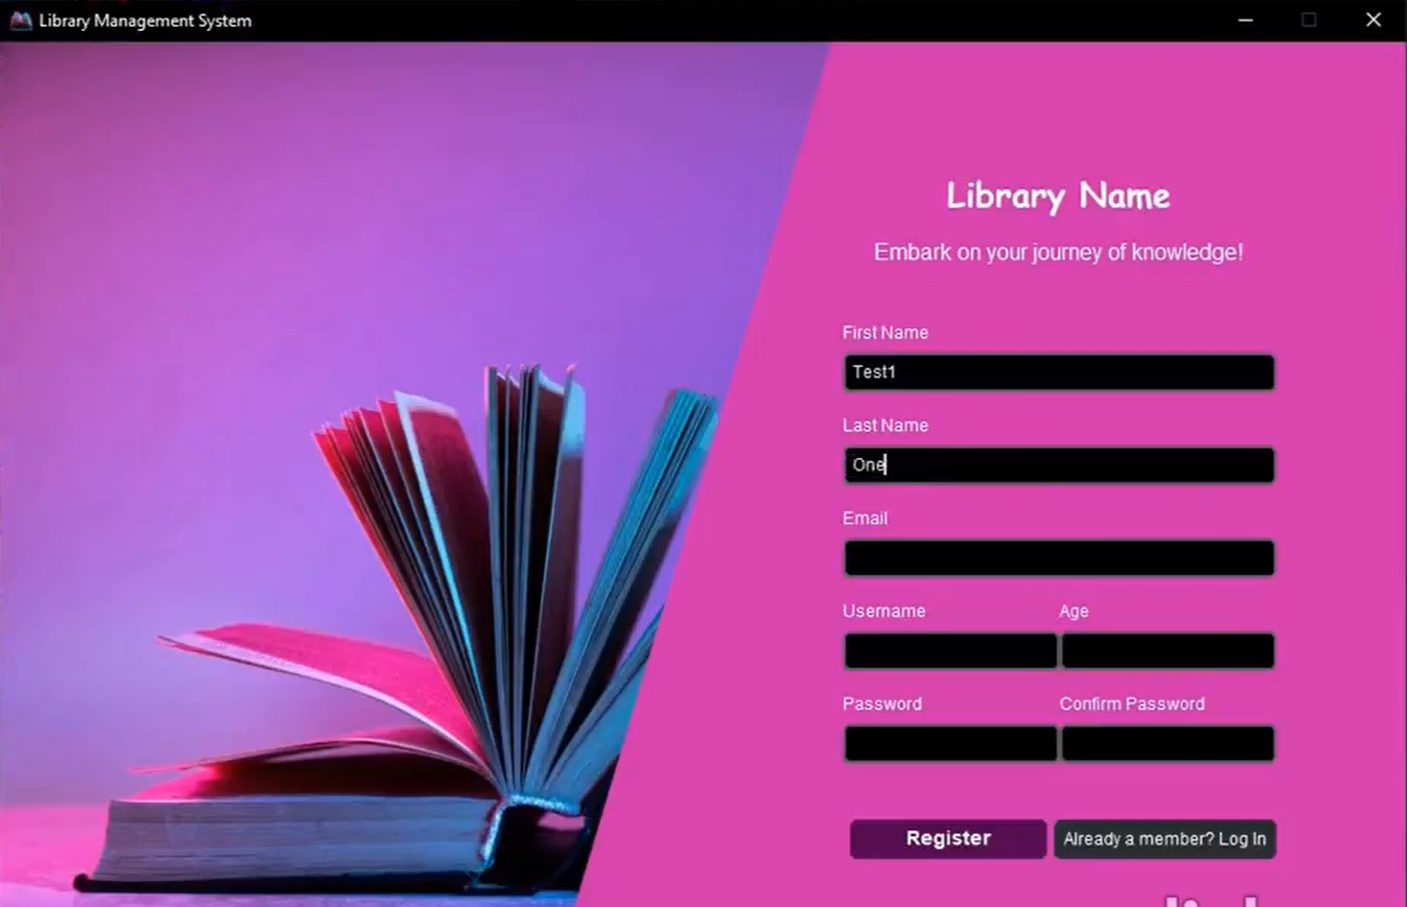 Library Management System
Library Name
Embark on your journey of knowledge!
First Name
Test1
Last Name
One
Email
Username Age
Password Confirm Password
Register Already a member? Log In